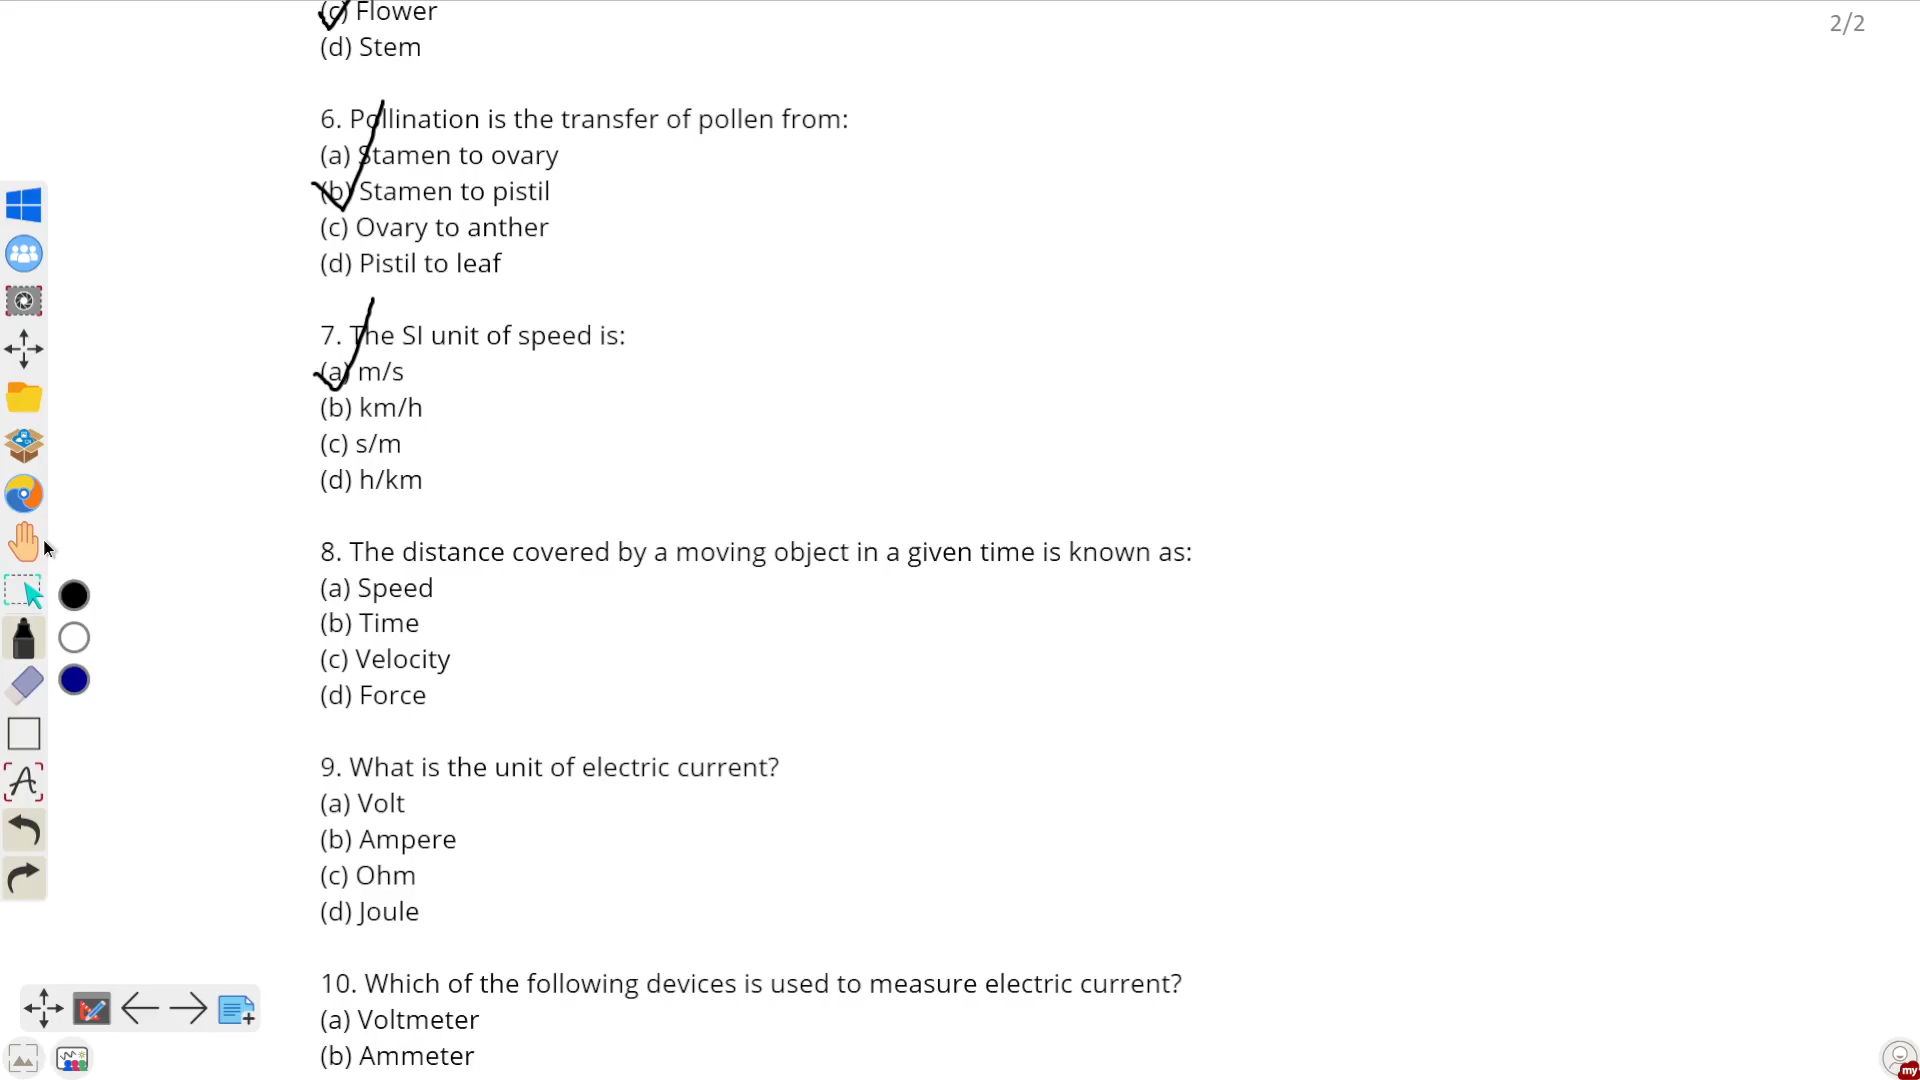 (c) Flower
2/2
(d) Stem
6. Pollination is the transfer of pollen from:
(a) Stamen to ovary
(b) Stamen to pistil
(c) Ovary to anther
(d) Pistil to leaf
7. The SI unit of speed is:
(a) m/s
(b) km/h
(c) s/m
(d) h/km
8. The distance covered by a moving object in a given time is known as:
(a) Speed
(b) Time
(c) Velocity
(d) Force
9. What is the unit of electric current?
(a) Volt
(b) Ampere
(c) Ohm
(d) Joule
10. Which of the following devices is used to measure electric current?
(a) Voltmeter
(b) Ammeter
my